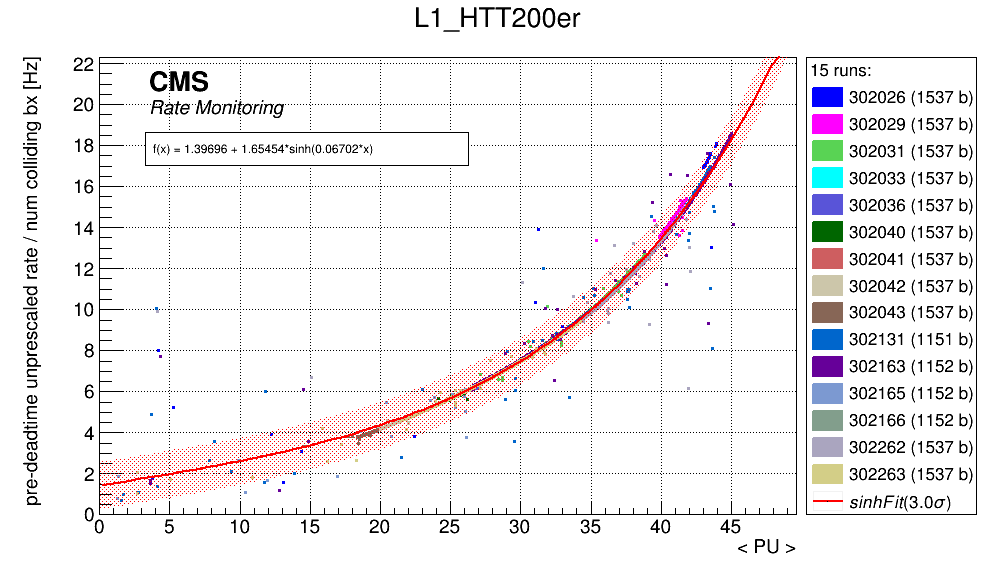 L1_HTT200er
pre-deadtime unprescaled rate / num colliding bx [Hz]
22
20
18
16
14
12
10
8
6
4
2
0
CMS
Rate Monitoring
f(x) = 1.39696 + 1.65454*sinh(0.06702*x)
0 5 10 15 20 25 30 35 40 45
< PU >
15 runs:
302026 (1537 b)
302029 (1537 b)
302031 (1537 b)
302033 (1537 b)
302036 (1537 b)
302040 (1537 b)
302041 (1537 b)
302042 (1537 b)
302043 (1537 b)
302131 (1151 b)
302163 (1152 b)
302165 (1152 b)
302166 (1152 b)
302262 (1537 b)
302263 (1537 b)
sinhFit(3.0σ)